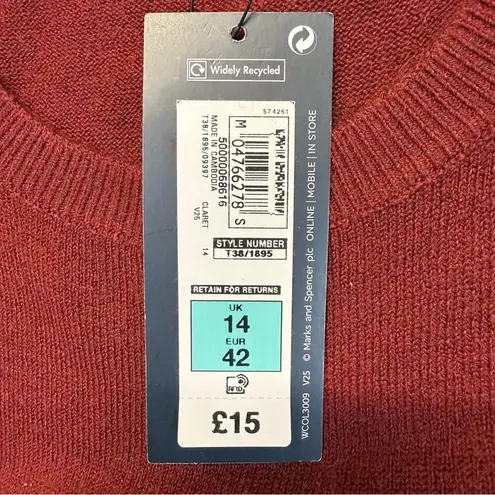 Widely Recycled
574261
M 04766278 S
MADE IN CAMBODIA
T38/1895/09397
50000068616
CLARET
V25
14
STYLE NUMBER
T38/1895
RETAIN FOR RETURNS
UK
14
EUR
42
RFID
£15
WCOL3009 V25 © Marks and Spencer plc ONLINE | MOBILE | IN STORE